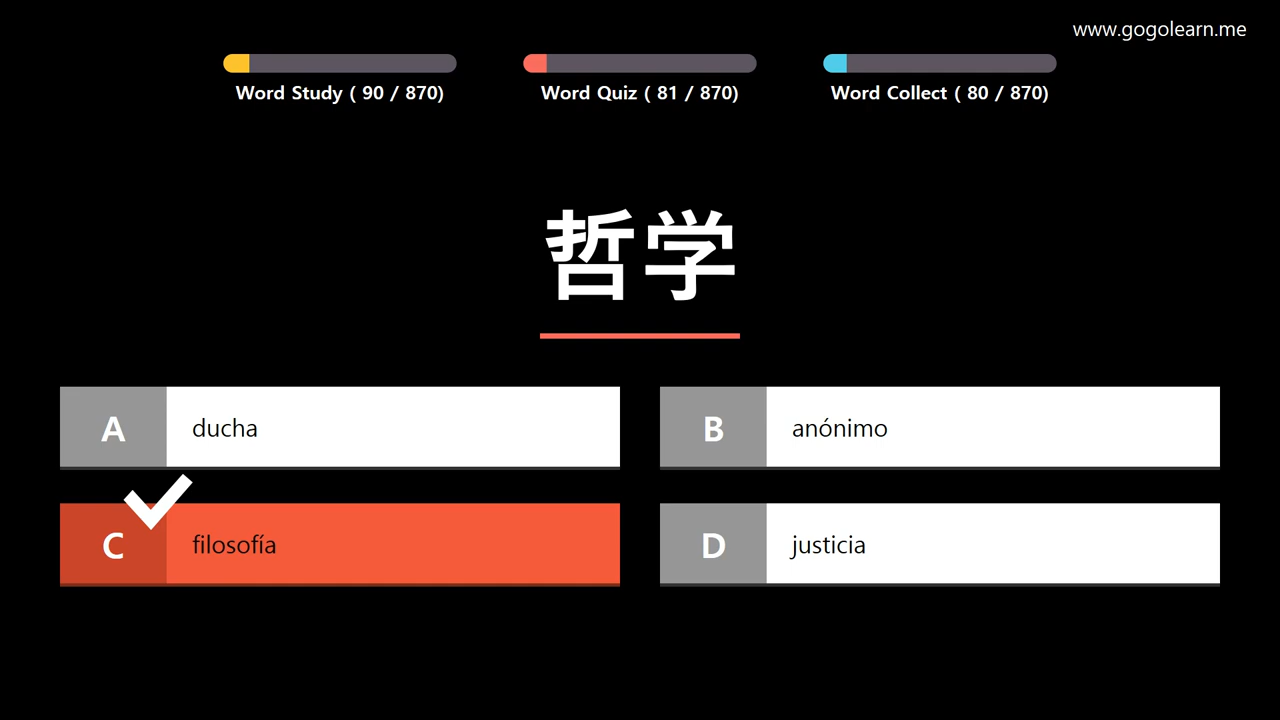 www.gogolearn.me
Word Study ( 90 / 870)
Word Quiz ( 81 / 870)
Word Collect ( 80 / 870)
哲学
A ducha
B anónimo
C filosofía
D justicia